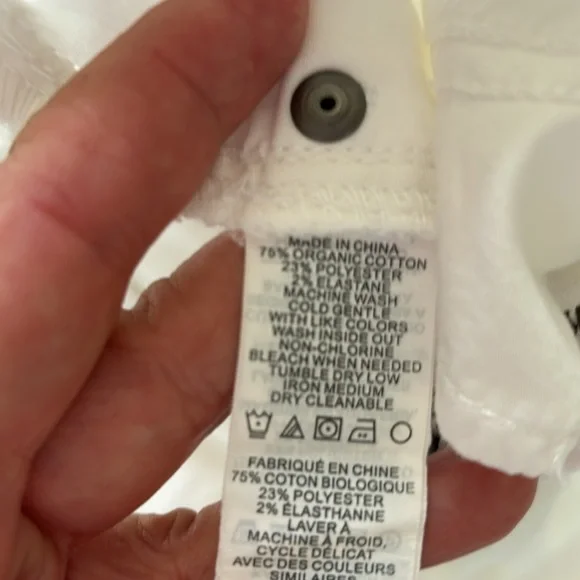 MADE IN CHINA
75% ORGANIC COTTON
23% POLYESTER
2% ELASTANE
MACHINE WASH
COLD GENTLE
WITH LIKE COLORS
WASH INSIDE OUT
NON-CHLORINE
BLEACH WHEN NEEDED
TUMBLE DRY LOW
IRON MEDIUM
DRY CLEANABLE
FABRIQUÉ EN CHINE
75% COTON BIOLOGIQUE
23% POLYESTER
2% ÉLASTHANNE
LAVER À
MACHINE À FROID,
CYCLE DÉLICAT
AVEC DES COULEURS
SIMILAIRES